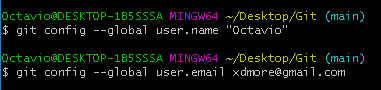 Octavio@DESKTOP-1B5SSSA MINGW64 ~/Desktop/Git (main)
$ git config --global user.name "Octavio"
Octavio@DESKTOP-1B5SSSA MINGW64 ~/Desktop/Git (main)
$ git config --global user.email xdmore@gmail.com